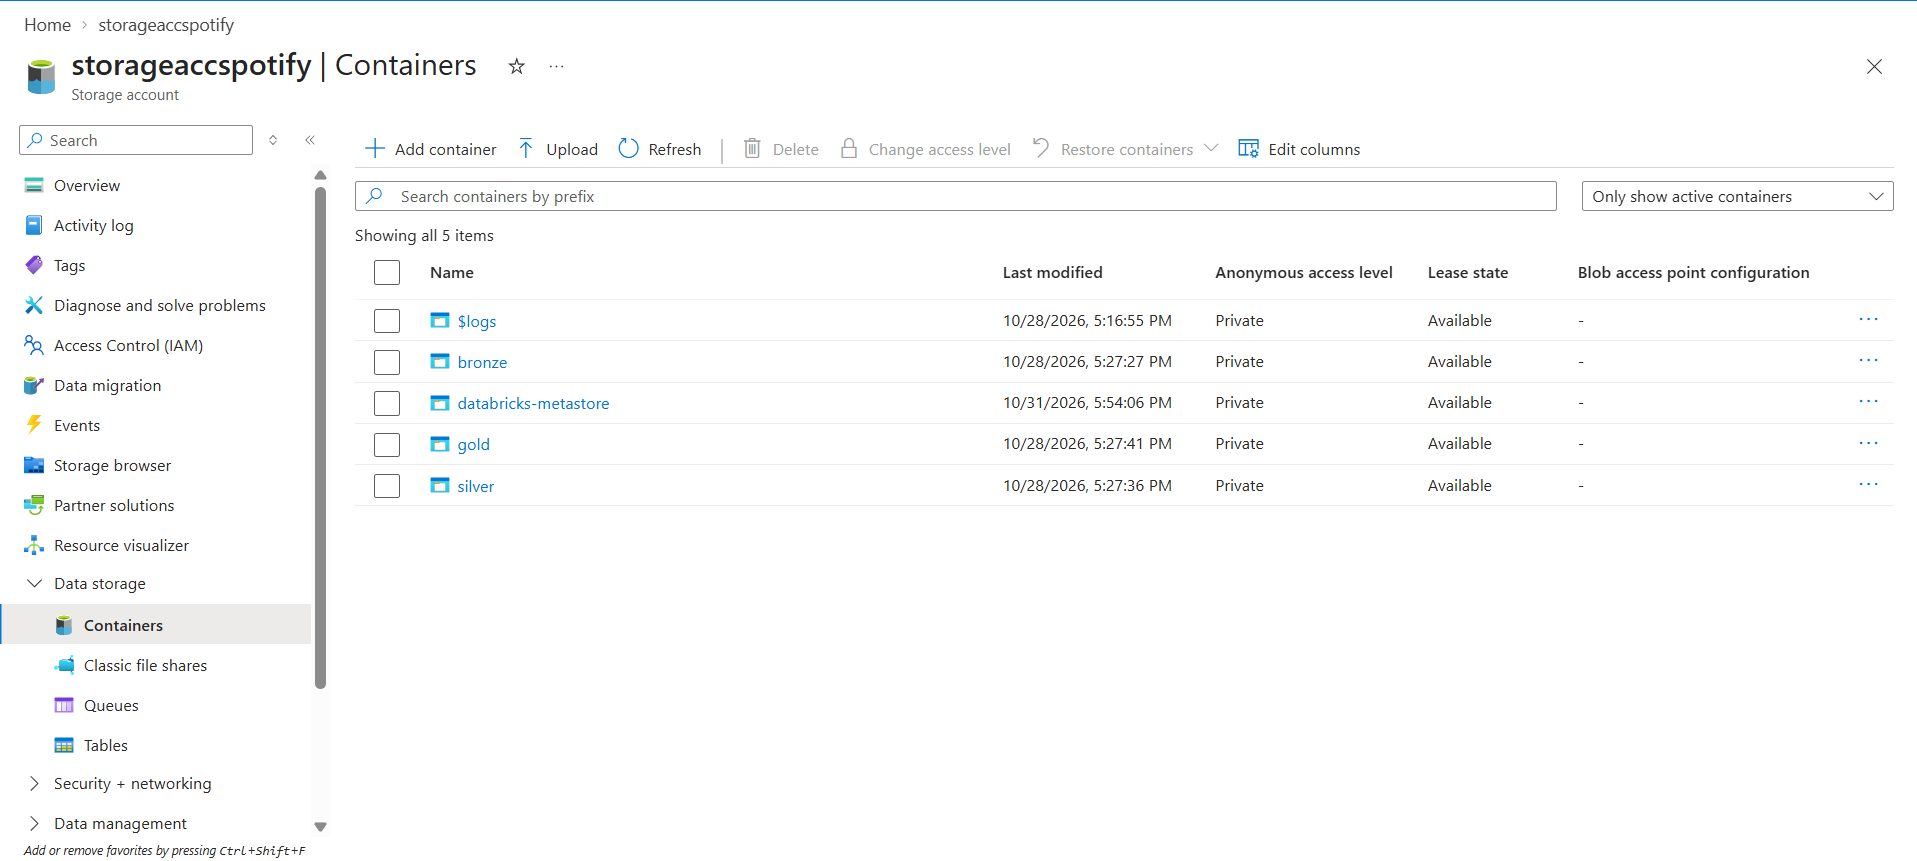 Home > storageaccspotify
storageaccspotify | Containers
Storage account
Search
Overview
Activity log
Tags
Diagnose and solve problems
Access Control (IAM)
Data migration
Events
Storage browser
Partner solutions
Resource visualizer
Data storage
Containers
Classic file shares
Queues
Tables
Security + networking
Data management
Add or remove favorites by pressing Ctrl+Shift+F
Add container Upload Refresh Delete Change access level Restore containers Edit columns
Search containers by prefix Only show active containers
Showing all 5 items
Name Last modified Anonymous access level Lease state Blob access point configuration
$logs 10/28/2026, 5:16:55 PM Private Available -
bronze 10/28/2026, 5:27:27 PM Private Available -
databricks-metastore 10/31/2026, 5:54:06 PM Private Available -
gold 10/28/2026, 5:27:41 PM Private Available -
silver 10/28/2026, 5:27:36 PM Private Available -